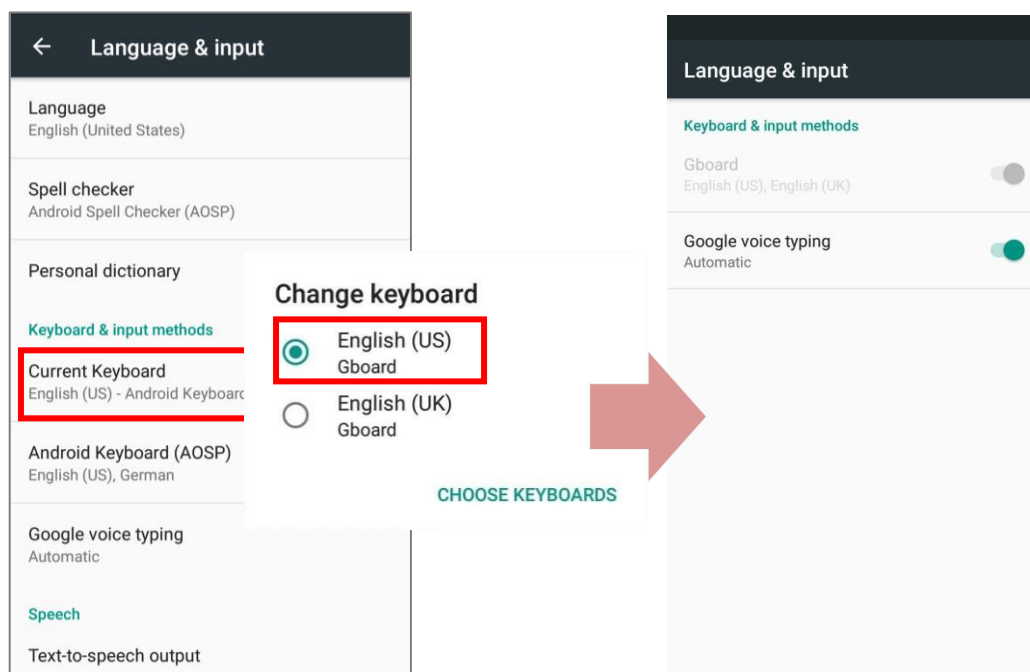 Language & input
Language
English (United States)
Spell checker
Android Spell Checker (AOSP)
Personal dictionary
Keyboard & input methods
Current Keyboard
English (US) - Android Keyboard
Android Keyboard (AOSP)
English (US), German
Google voice typing
Automatic
Speech
Text-to-speech output
Change keyboard
English (US)
Gboard
English (UK)
Gboard
CHOOSE KEYBOARDS
Language & input
Keyboard & input methods
Gboard
English (US), English (UK)
Google voice typing
Automatic